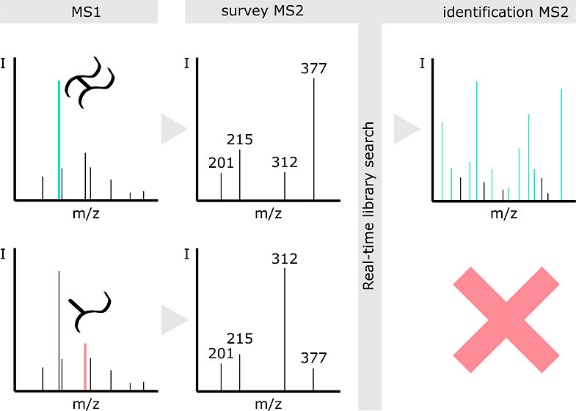 MS1
survey MS2
identification MS2
I
m/z
I
377
215
201
312
m/z
Real-time library search
I
m/z
I
m/z
I
312
215
201
377
m/z